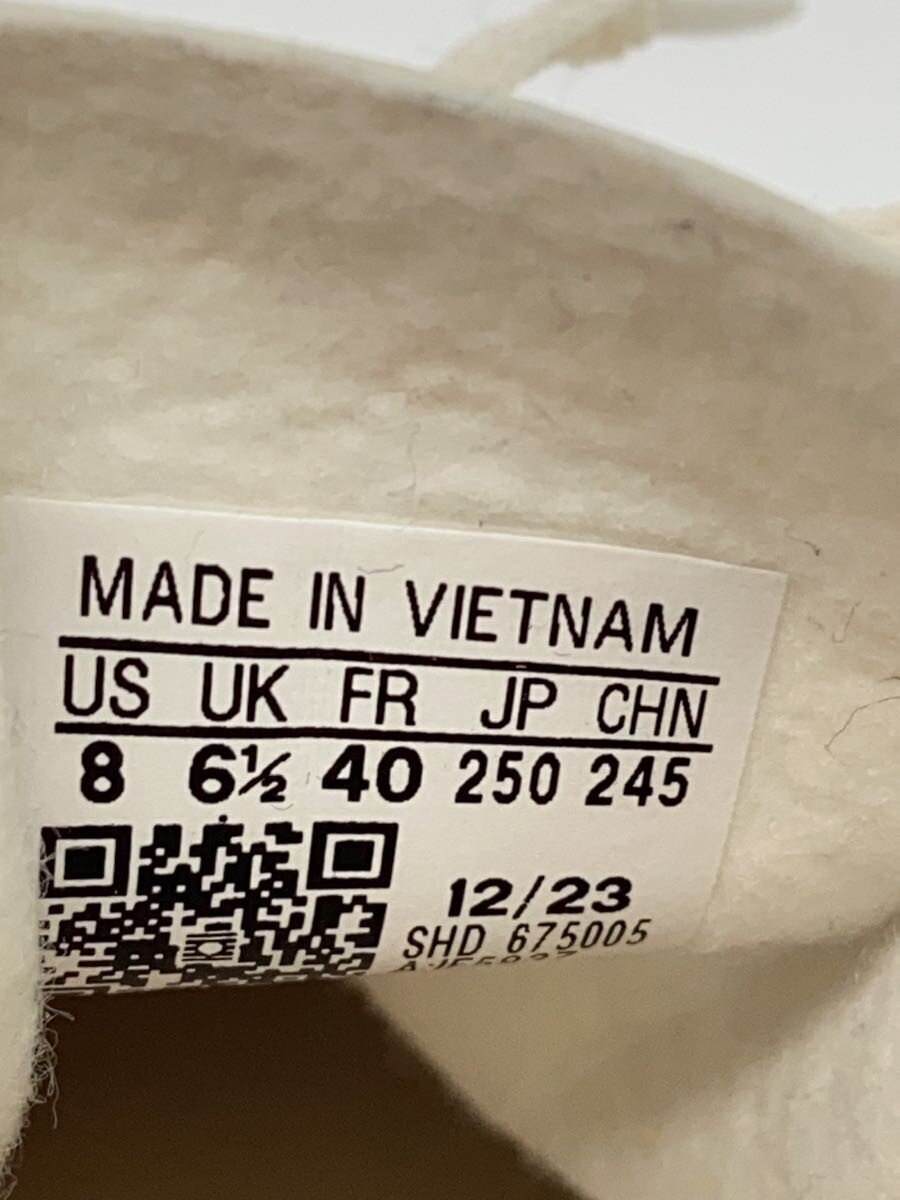 MADE IN VIETNAM
US UK FR JP CHN
8 6½ 40 250 245
12/23
SHD 675005